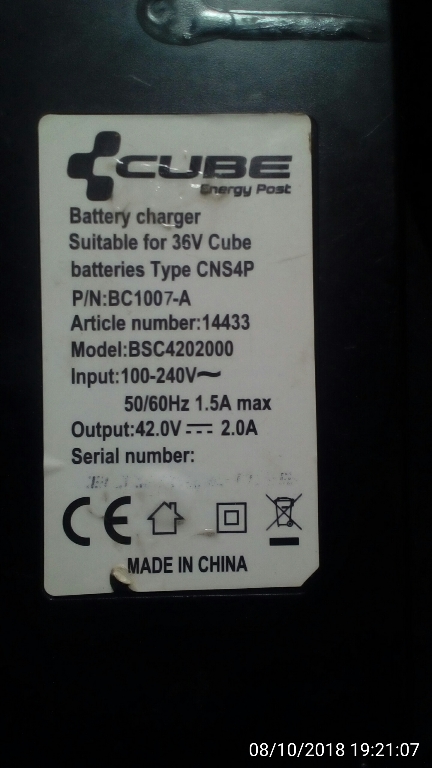 CUBE
Energy Post
Battery charger
Suitable for 36V Cube
batteries Type CNS4P
P/N:BC1007-A
Article number:14433
Model:BSC4202000
Input:100-240V~
50/60Hz 1.5A max
Output:42.0V ⎓ 2.0A
Serial number:
CE
MADE IN CHINA
08/10/2018 19:21:07